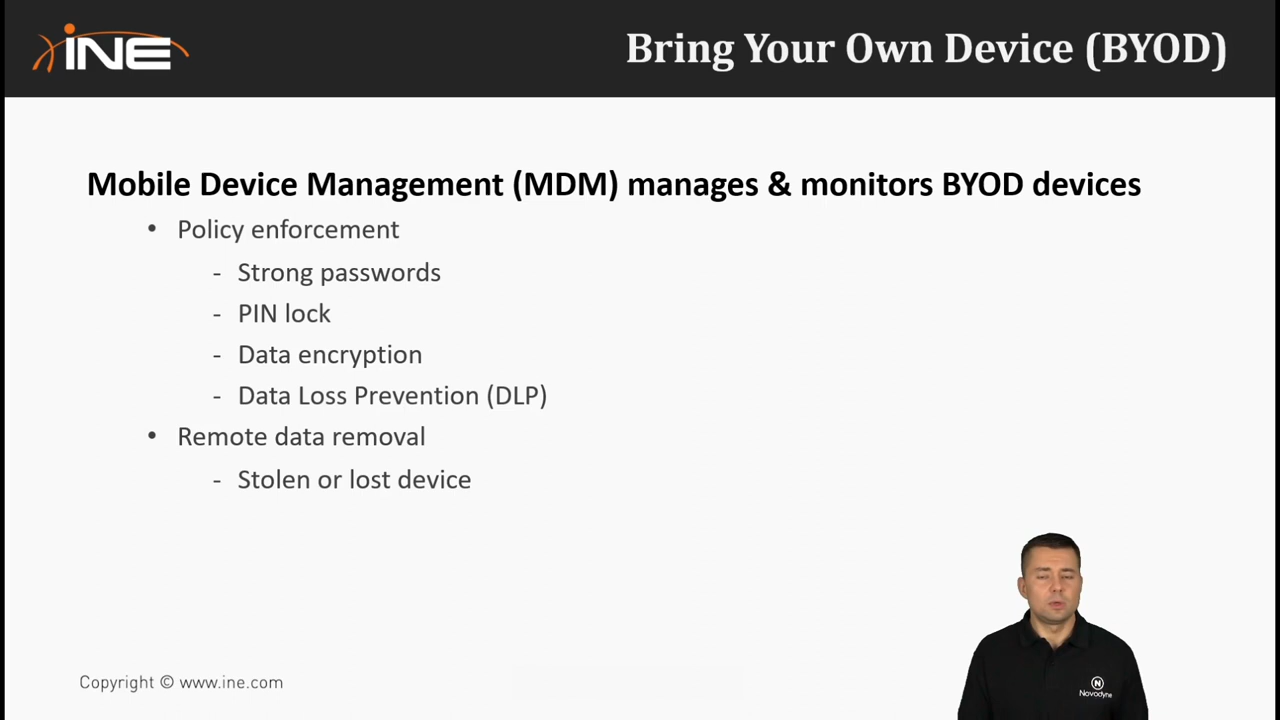 INE
Bring Your Own Device (BYOD)
Mobile Device Management (MDM) manages & monitors BYOD devices
• Policy enforcement
- Strong passwords
- PIN lock
- Data encryption
- Data Loss Prevention (DLP)
• Remote data removal
- Stolen or lost device
Copyright © www.ine.com
N
Novodyne